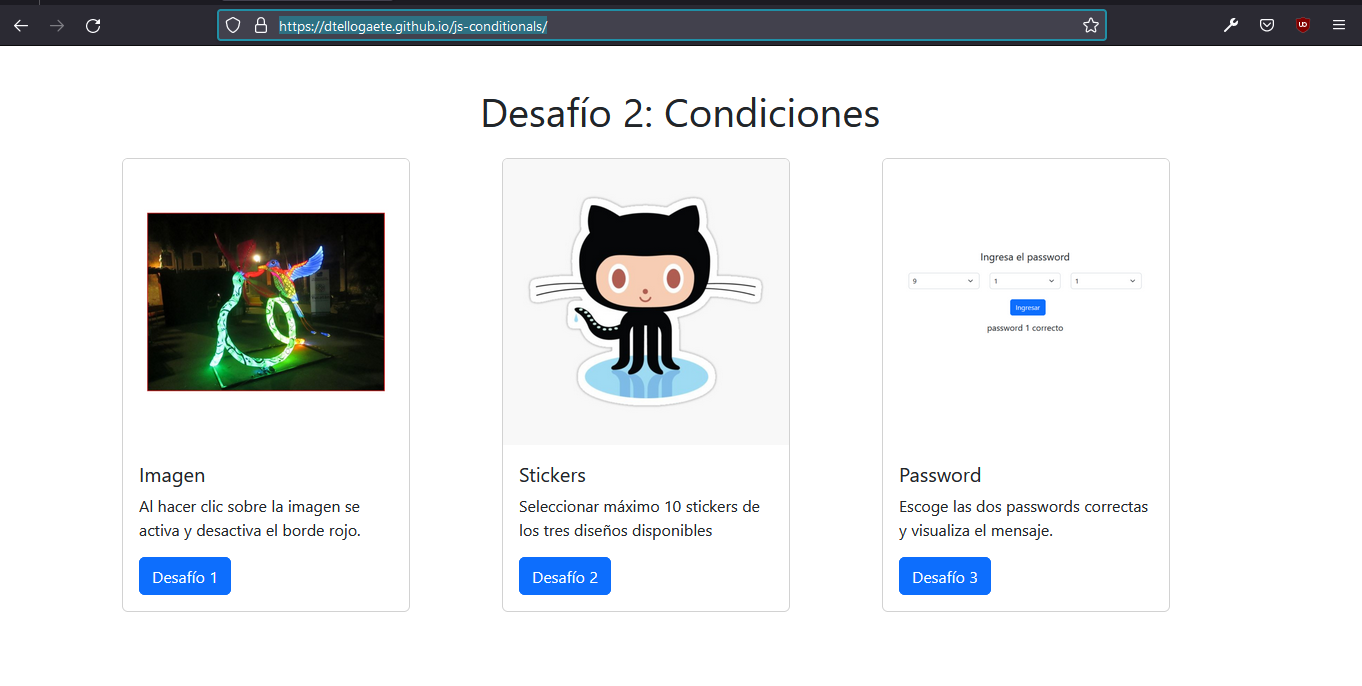 https://dtellogaete.github.io/js-conditionals/
Desafío 2: Condiciones
Ingresa el password
9 1 1
Ingresar
password 1 correcto
Imagen
Al hacer clic sobre la imagen se
activa y desactiva el borde rojo.
Desafío 1
Stickers
Seleccionar máximo 10 stickers de
los tres diseños disponibles
Desafío 2
Password
Escoge las dos passwords correctas
y visualiza el mensaje.
Desafío 3